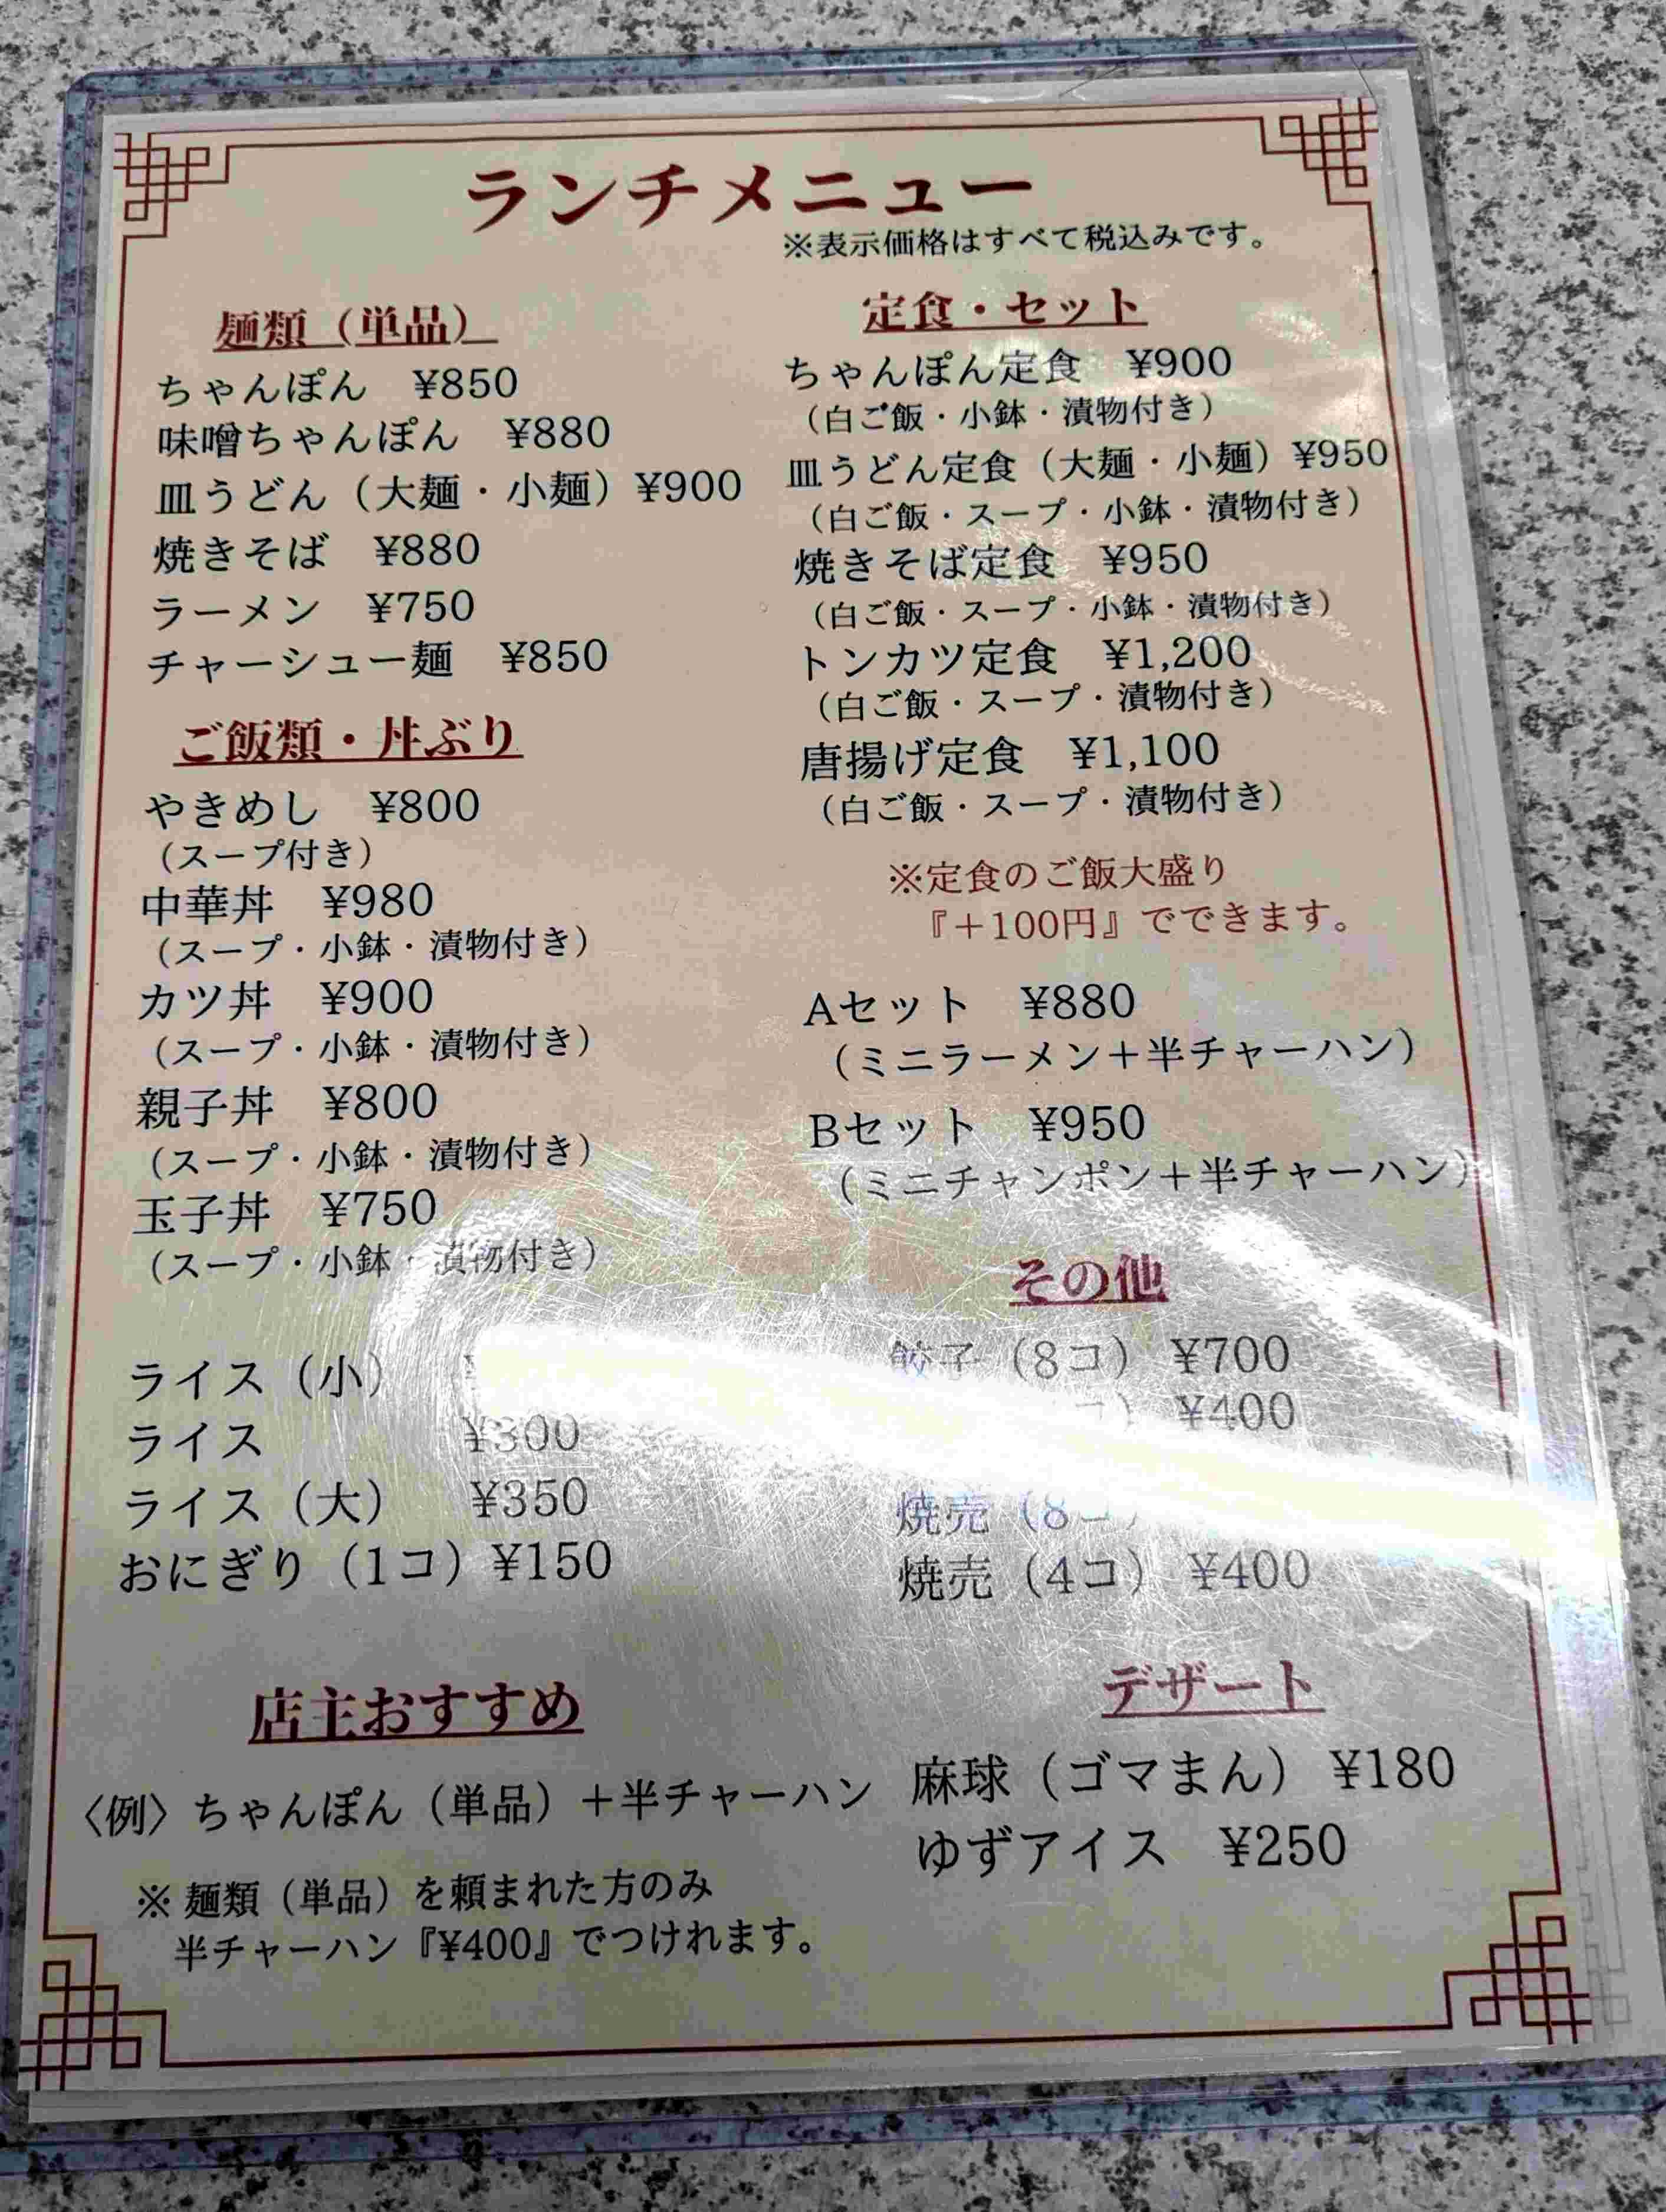 ランチメニュー
※表示価格はすべて税込みです。
麺類（単品）
ちゃんぽん ¥850
味噌ちゃんぽん ¥880
皿うどん（大麺・小麺）¥900
焼きそば ¥880
ラーメン ¥750
チャーシュー麺 ¥850
ご飯類・丼ぶり
やきめし ¥800
（スープ付き）
中華丼 ¥980
（スープ・小鉢・漬物付き）
カツ丼 ¥900
（スープ・小鉢・漬物付き）
親子丼 ¥800
（スープ・小鉢・漬物付き）
玉子丼 ¥750
（スープ・小鉢・漬物付き）
ライス（小）
ライス ¥300
ライス（大） ¥350
おにぎり（1コ）¥150
店主おすすめ
〈例〉ちゃんぽん（単品）＋半チャーハン
※ 麺類（単品）を頼まれた方のみ
半チャーハン『¥400』でつけれます。
定食・セット
ちゃんぽん定食 ¥900
（白ご飯・小鉢・漬物付き）
皿うどん定食（大麺・小麺）¥950
（白ご飯・スープ・小鉢・漬物付き）
焼きそば定食 ¥950
（白ご飯・スープ・小鉢・漬物付き）
トンカツ定食 ¥1,200
（白ご飯・スープ・漬物付き）
唐揚げ定食 ¥1,100
（白ご飯・スープ・漬物付き）
※定食のご飯大盛り
『＋100円』でできます。
Aセット ¥880
（ミニラーメン＋半チャーハン）
Bセット ¥950
（ミニチャンポン＋半チャーハン）
その他
餃子（8コ） ¥700
コ） ¥400
焼売（8コ
焼売（4コ） ¥400
デザート
麻球（ゴマまん） ¥180
ゆずアイス ¥250